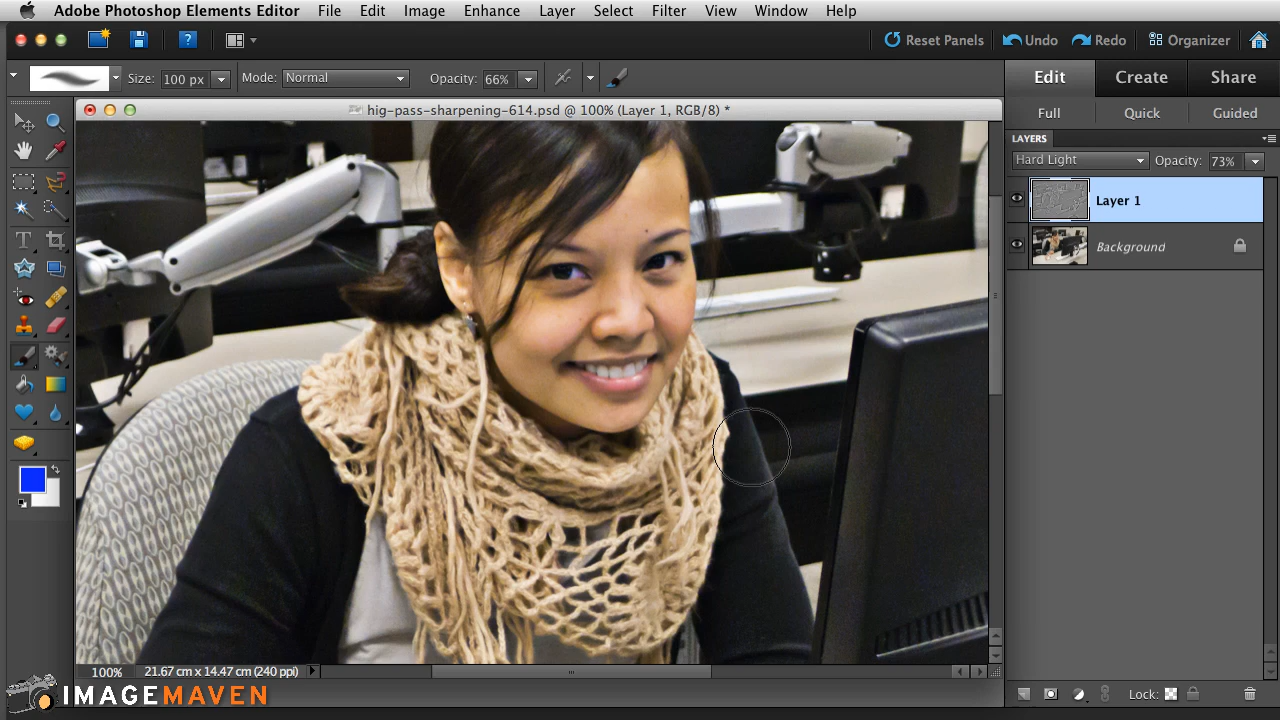 Adobe Photoshop Elements Editor File Edit Image Enhance Layer Select Filter View Window Help
? Reset Panels Undo Redo Organizer
Size: 100 px Mode: Normal Opacity: 66% Edit Create Share
hig-pass-sharpening-614.psd @ 100% (Layer 1, RGB/8) * Full Quick Guided
LAYERS
Hard Light Opacity: 73%
Layer 1
Background
T
100% 21.67 cm x 14.47 cm (240 ppi)
IMAGEMAVEN Lock: